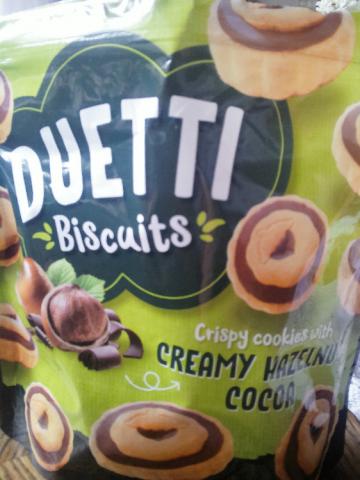 DUETTI
Biscuits
Crispy cookies with
CREAMY HAZELNU
COCOA